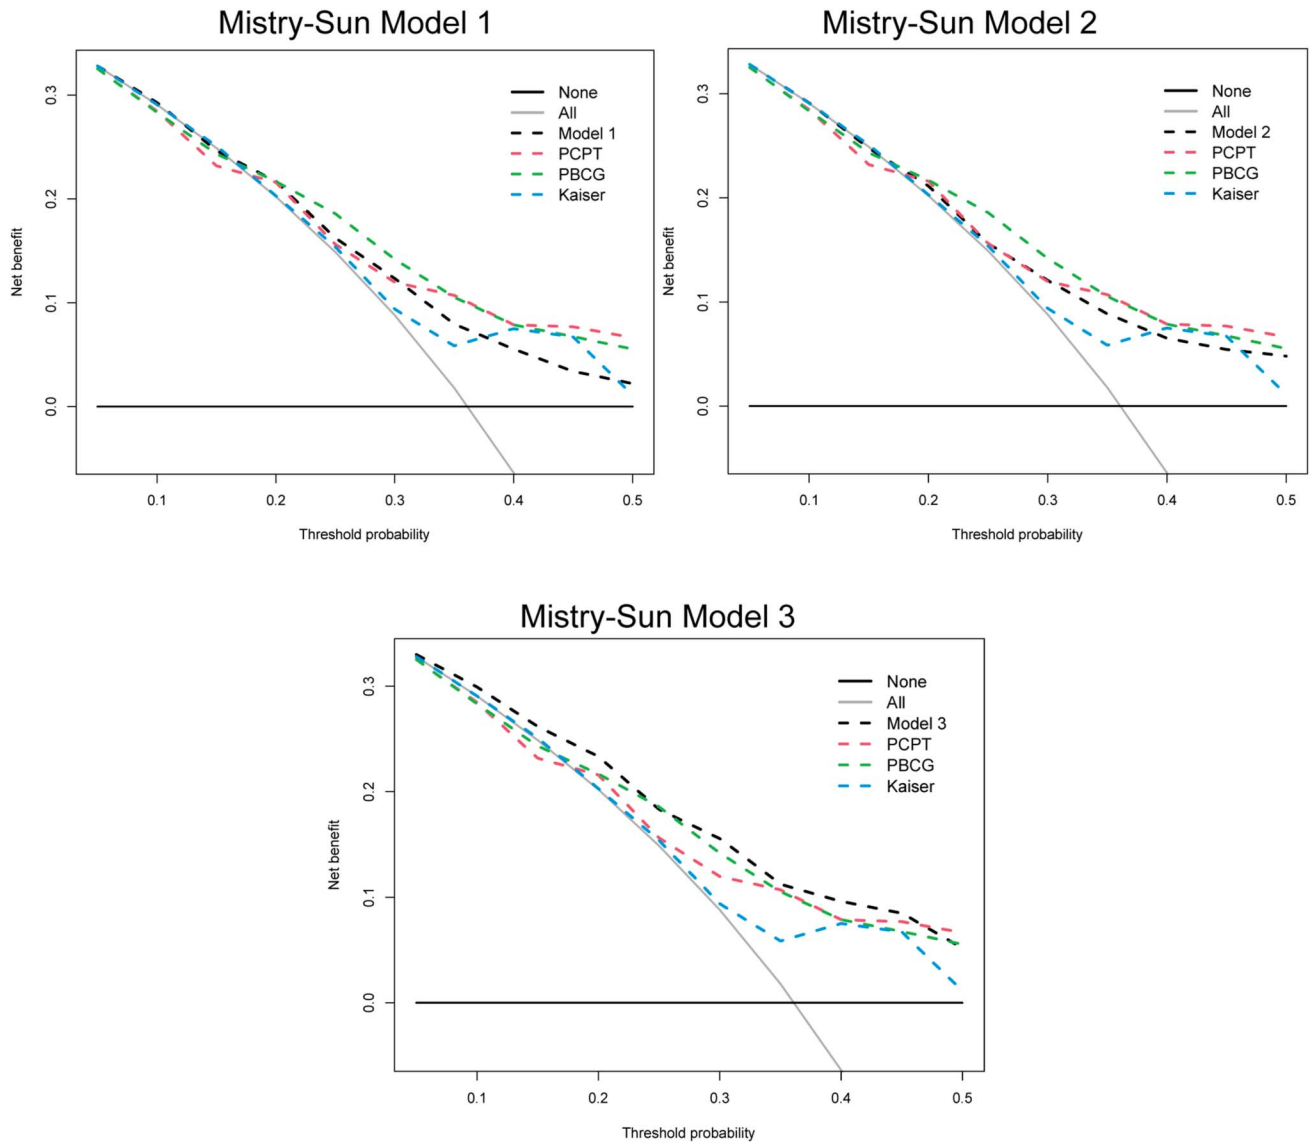 Mistry-Sun Model 1
None
All
Model 1
PCPT
PBCG
Kaiser
Net benefit
0.3
0.2
0.1
0.0
0.1 0.2 0.3 0.4 0.5
Threshold probability
Mistry-Sun Model 2
None
All
Model 2
PCPT
PBCG
Kaiser
Net benefit
0.3
0.2
0.1
0.0
0.1 0.2 0.3 0.4 0.5
Threshold probability
Mistry-Sun Model 3
None
All
Model 3
PCPT
PBCG
Kaiser
Net benefit
0.3
0.2
0.1
0.0
0.1 0.2 0.3 0.4 0.5
Threshold probability